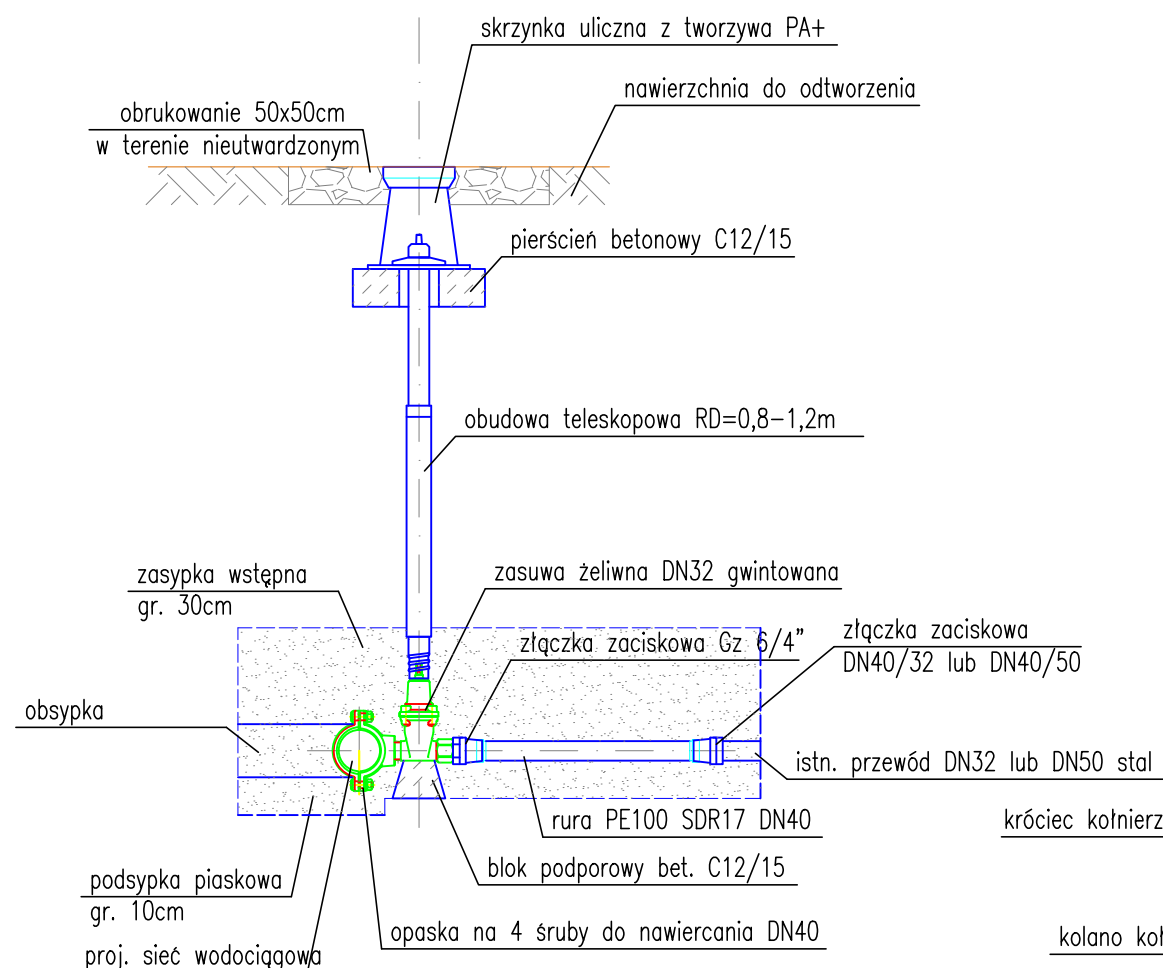 skrzynka uliczna z tworzywa PA+
nawierzchnia do odtworzenia
obrukowanie 50x50cm
w terenie nieutwardzonym
pierścień betonowy C12/15
obudowa teleskopowa RD=0,8-1,2m
zasypka wstępna
gr. 30cm
zasuwa żeliwna DN32 gwintowana
złączka zaciskowa Gz 6/4"
złączka zaciskowa
DN40/32 lub DN40/50
obsypka
istn. przewód DN32 lub DN50 stal
rura PE100 SDR17 DN40
króciec kołnierz
blok podporowy bet. C12/15
podsypka piaskowa
gr. 10cm
opaska na 4 śruby do nawiercania DN40
proj. sieć wodociągowa
kolano koł